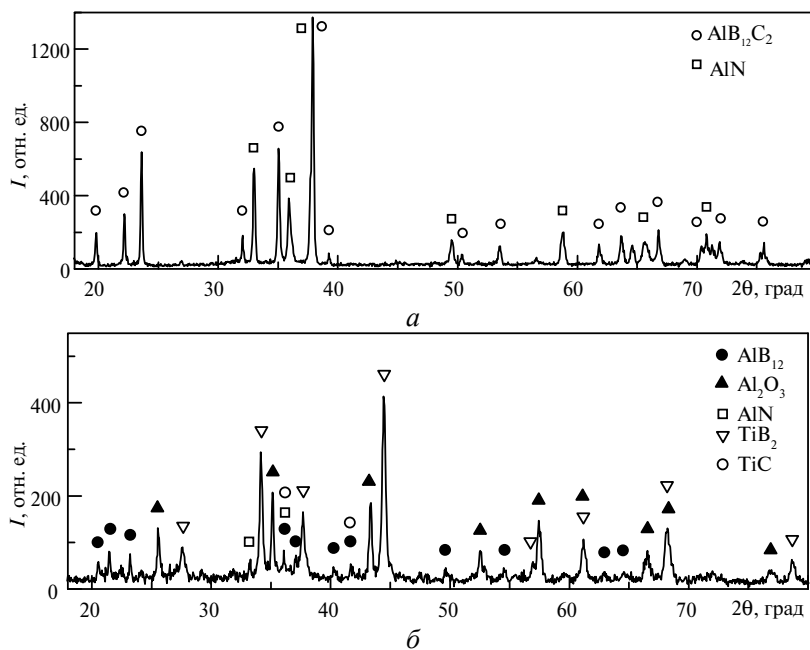 I, отн. ед.
1200
800
400
0
AlB₁₂C₂
AlN
20 30 40 50 60 70 2θ, град
а
I, отн. ед.
400
200
0
AlB₁₂
Al₂O₃
AlN
TiB₂
TiC
20 30 40 50 60 70 2θ, град
б